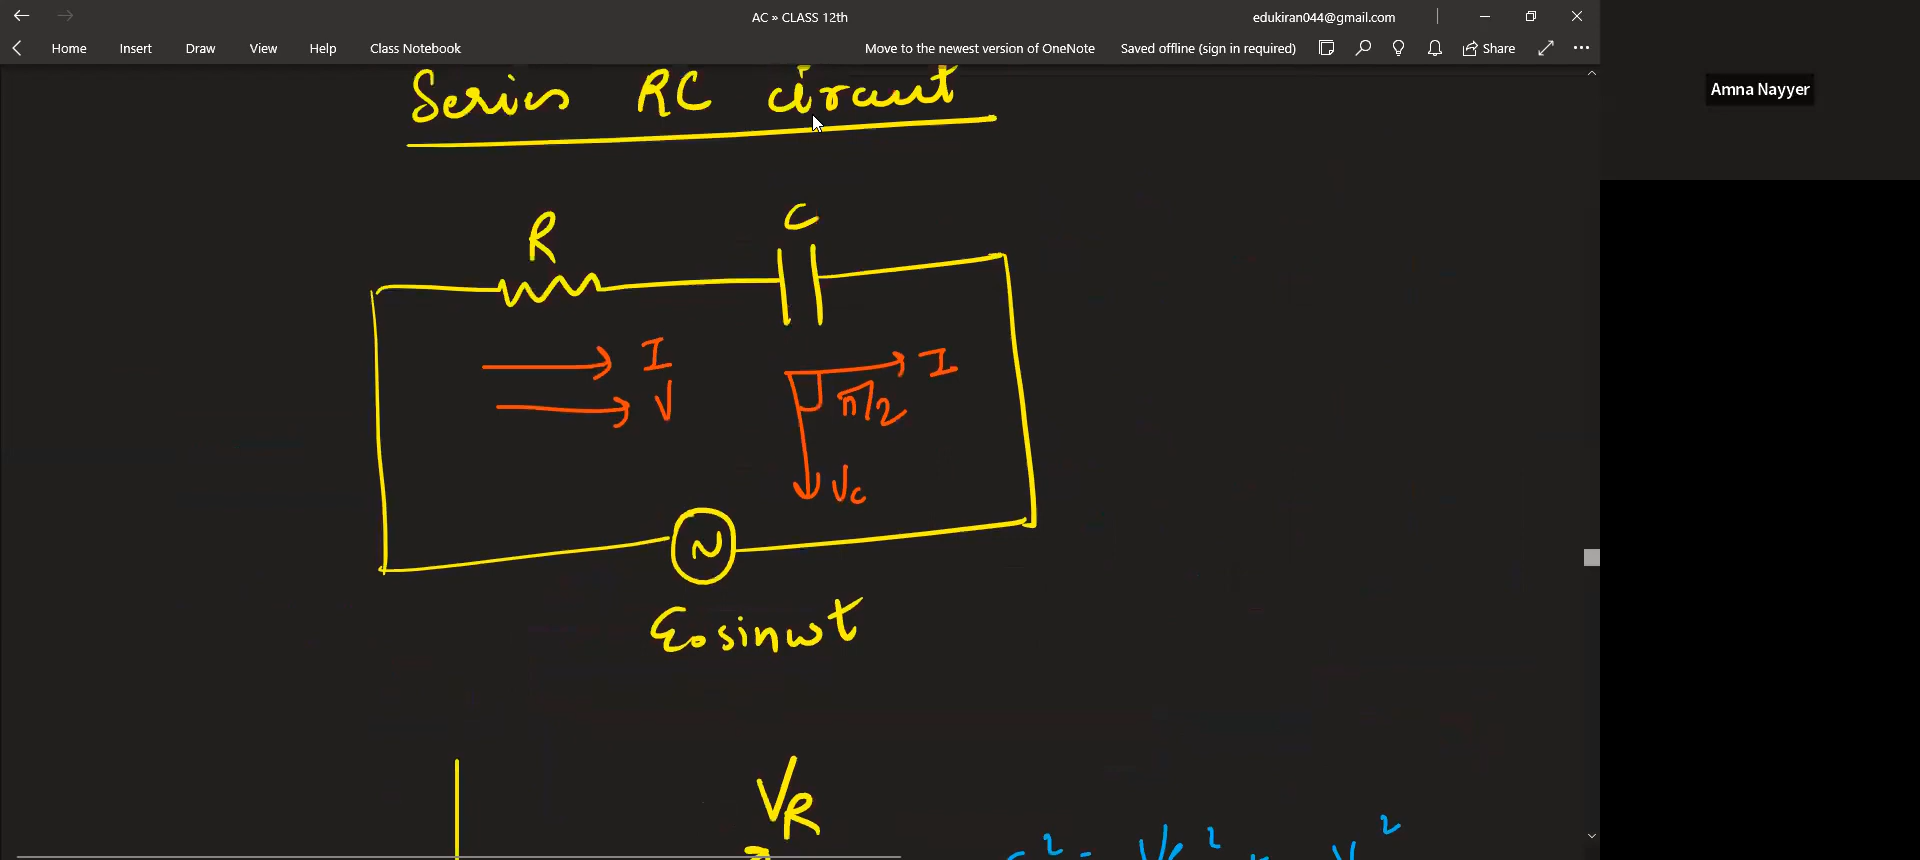 AC » CLASS 12th
edukiran044@gmail.com
Home Insert Draw View Help Class Notebook
Move to the newest version of OneNote
Saved offline (sign in required)
Share
Amna Nayyer
Series RC circuit
R
C
I
V
I
π/2
Vc
~
E₀sinωt
VR